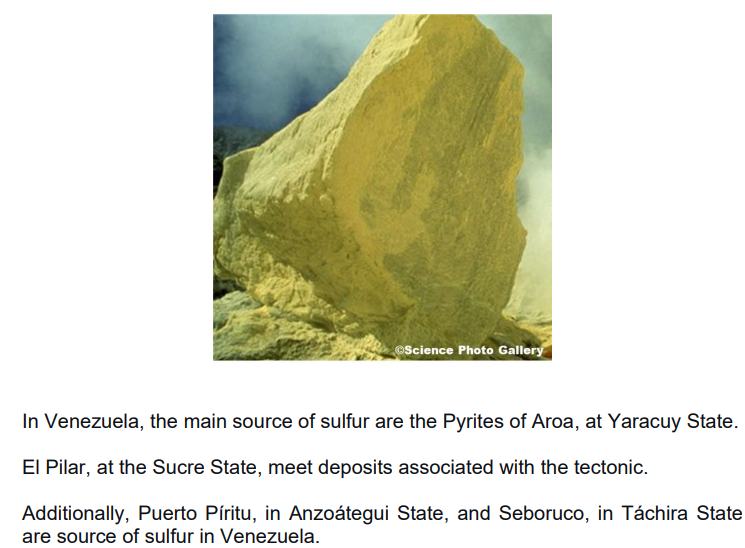 ©Science Photo Gallery
In Venezuela, the main source of sulfur are the Pyrites of Aroa, at Yaracuy State.
El Pilar, at the Sucre State, meet deposits associated with the tectonic.
Additionally, Puerto Píritu, in Anzoátegui State, and Seboruco, in Táchira State
are source of sulfur in Venezuela.